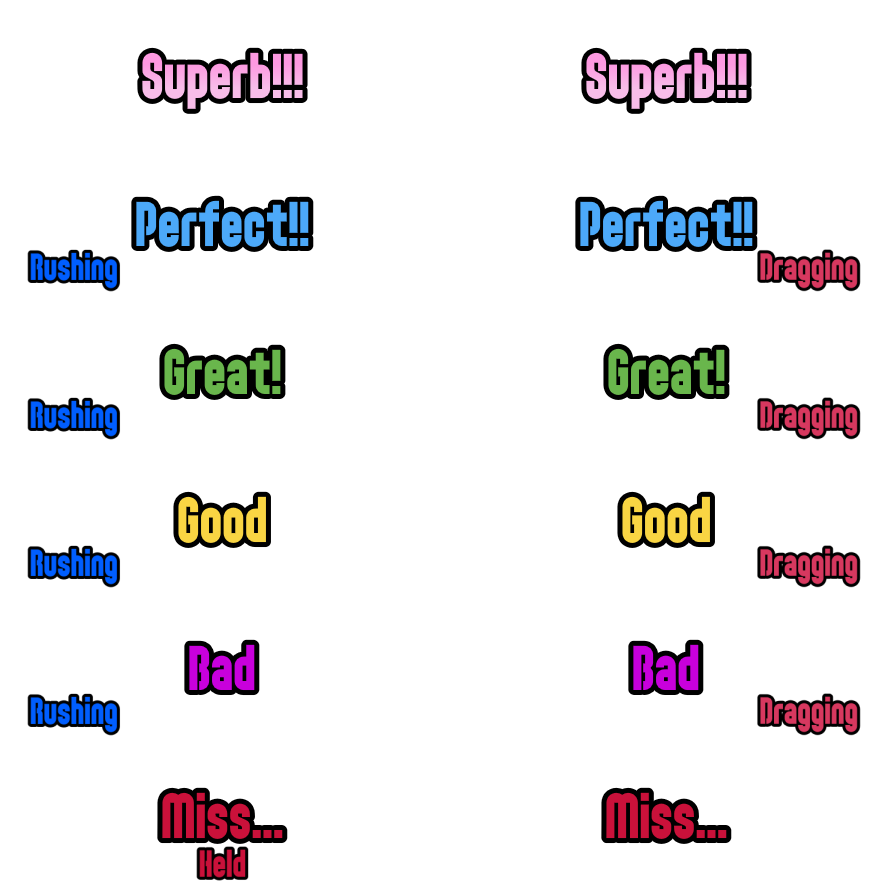 Superb!!! Superb!!!
Perfect!! Perfect!!
Rushing Dragging
Great! Great!
Rushing Dragging
Good Good
Rushing Dragging
Bad Bad
Rushing Dragging
Miss... Miss...
Held